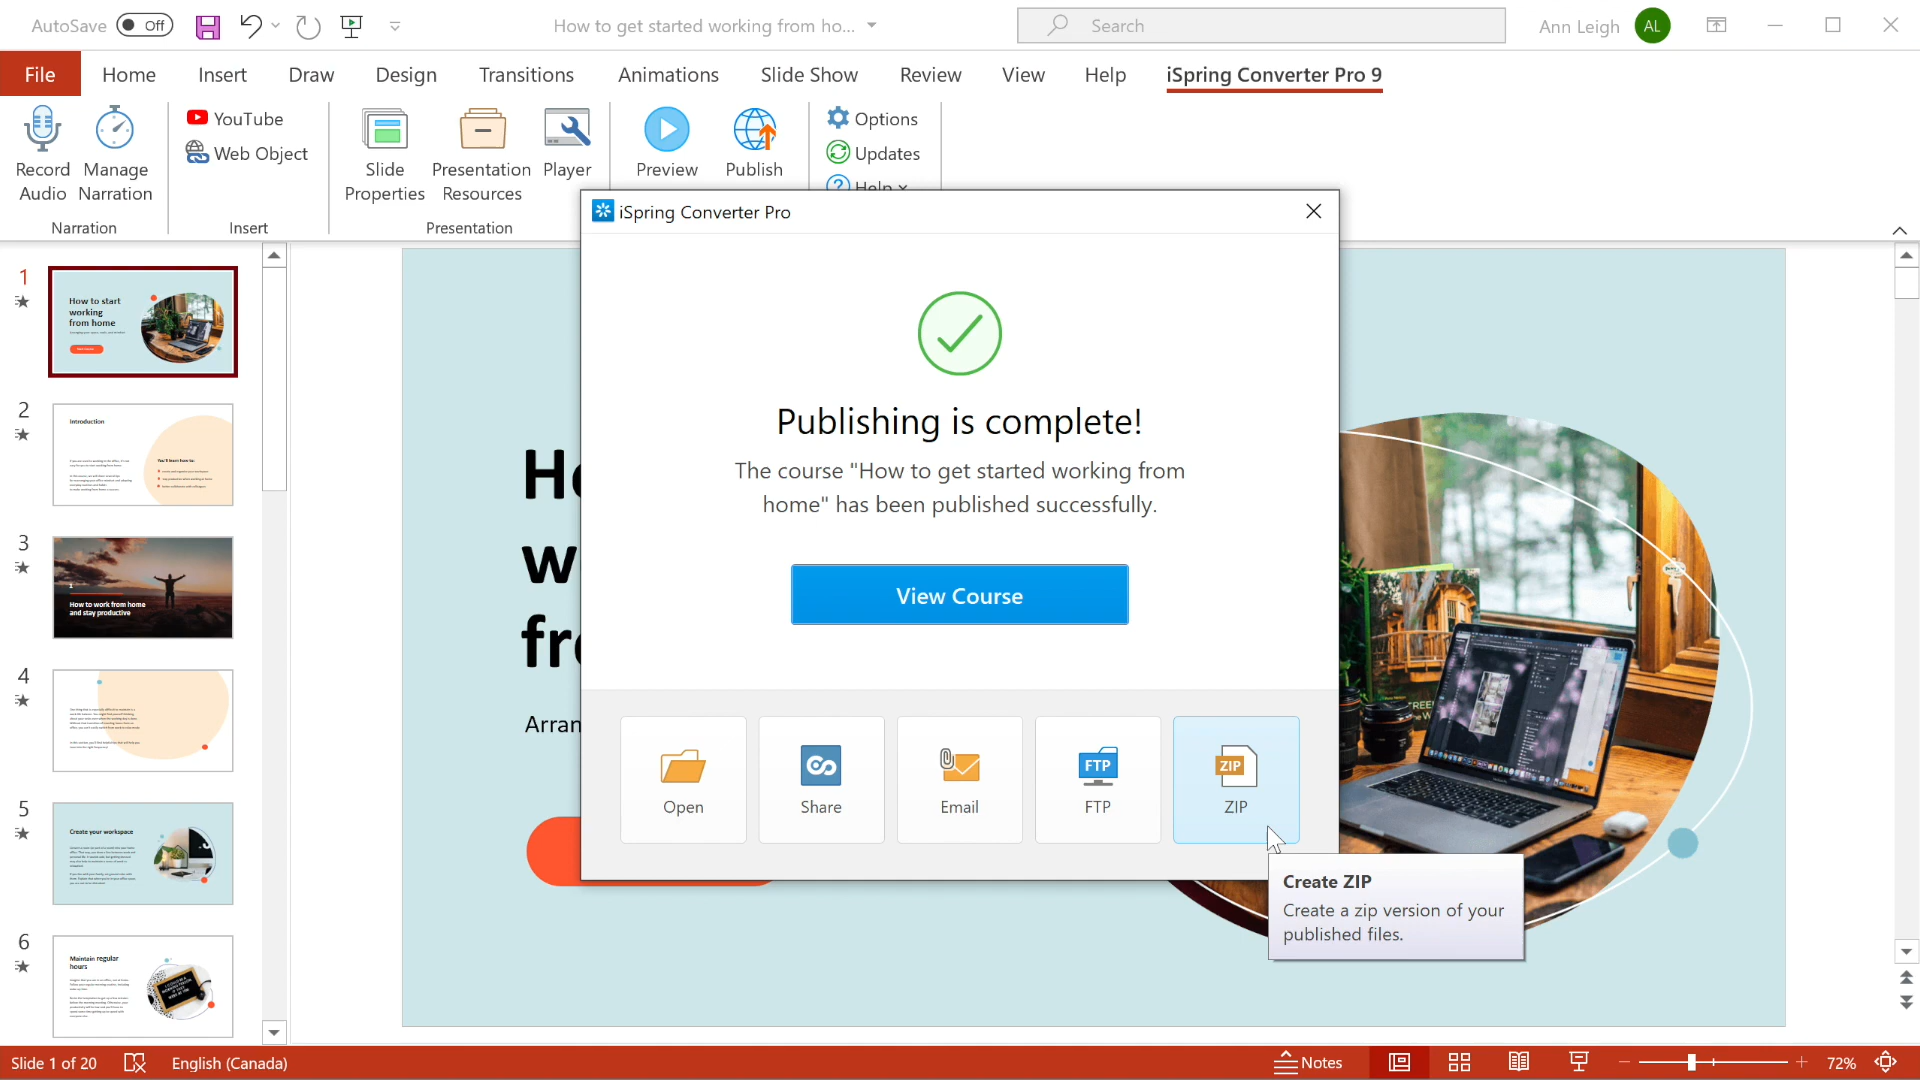 AutoSave Off
How to get started working from ho...
Search
Ann Leigh AL
File Home Insert Draw Design Transitions Animations Slide Show Review View Help iSpring Converter Pro 9
Record Audio
Manage Narration
Narration
YouTube
Web Object
Insert
Slide Properties
Presentation Resources
Player
Presentation
Preview
Publish
Options
Updates
Help
iSpring Converter Pro
Publishing is complete!
The course "How to get started working from
home" has been published successfully.
View Course
Open
Share
Email
FTP
FTP
ZIP
ZIP
Create ZIP
Create a zip version of your
published files.
1
How to start
working
from home
2
Introduction
You'll learn how to:
3
How to work from home
and stay productive
4
5
Create your workspace
6
Maintain regular
hours
Arran
Slide 1 of 20
English (Canada)
Notes
72%